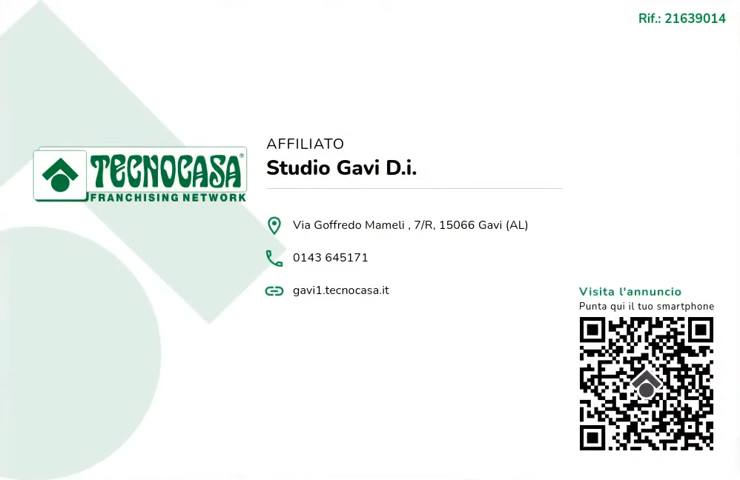 Rif.: 21639014
AFFILIATO
Studio Gavi D.i.
TECNOCASA®
FRANCHISING NETWORK
Via Goffredo Mameli , 7/R, 15066 Gavi (AL)
0143 645171
gavi1.tecnocasa.it
Visita l'annuncio
Punta qui il tuo smartphone